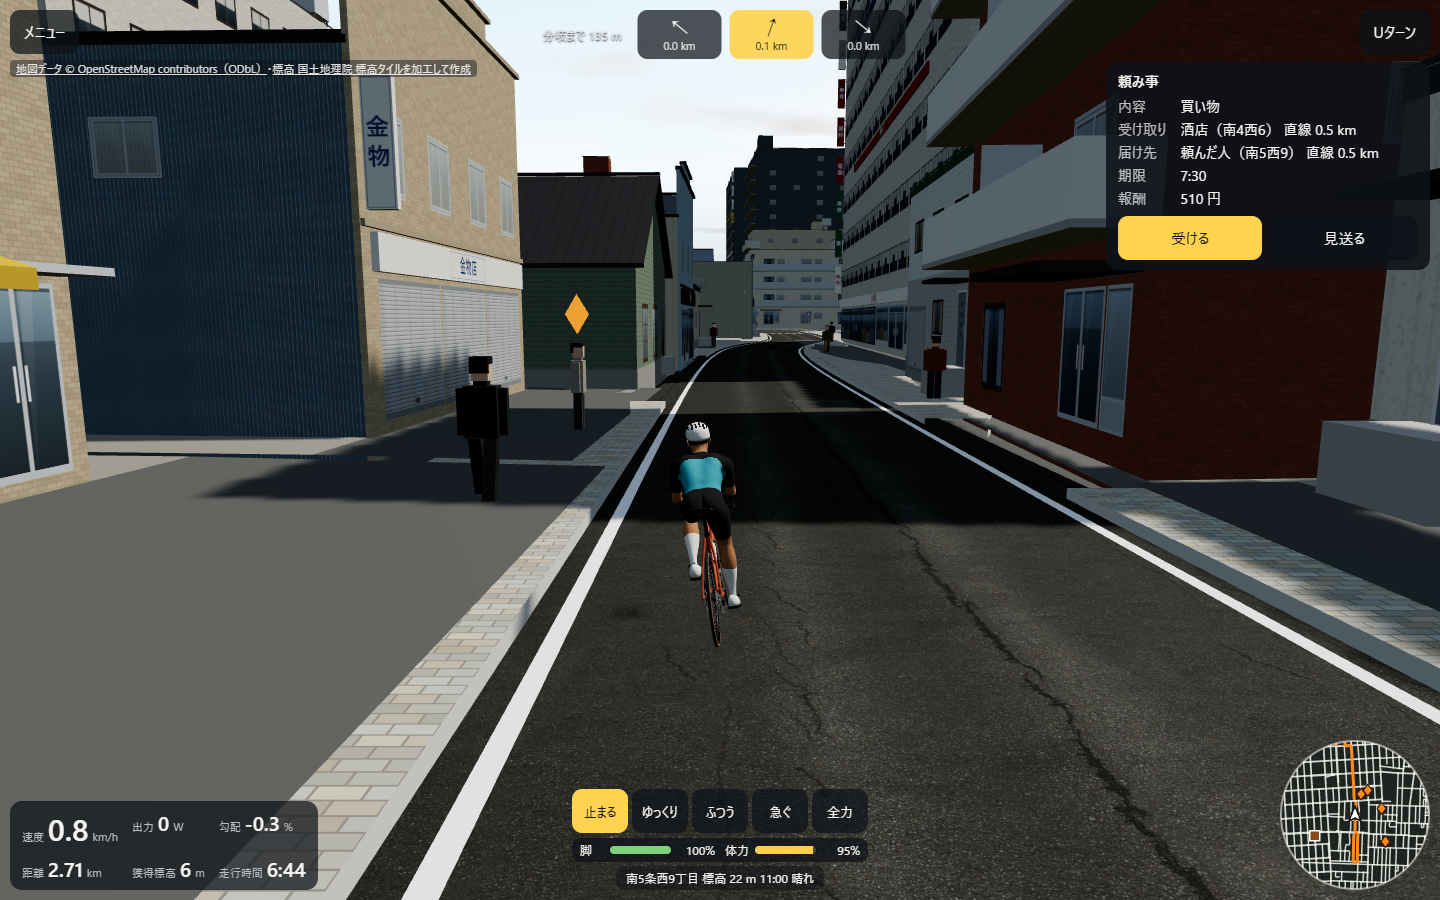 メニュー
分岐まで 135 m
0.0 km
0.1 km
0.0 km
Uターン
地図データ © OpenStreetMap contributors（ODbL）・標高 国土地理院 標高タイルを加工して作成
頼み事
内容 買い物
受け取り 酒店（南4西6） 直線 0.5 km
届け先 頼んだ人（南5西9） 直線 0.5 km
期限 7:30
報酬 510 円
受ける 見送る
金物
金物店
止まる ゆっくり ふつう 急ぐ 全力
脚 100% 体力 95%
南5条西9丁目 標高 22 m 11:00 晴れ
速度 0.8 km/h 出力 0 W 勾配 -0.3 %
距離 2.71 km 獲得標高 6 m 走行時間 6:44